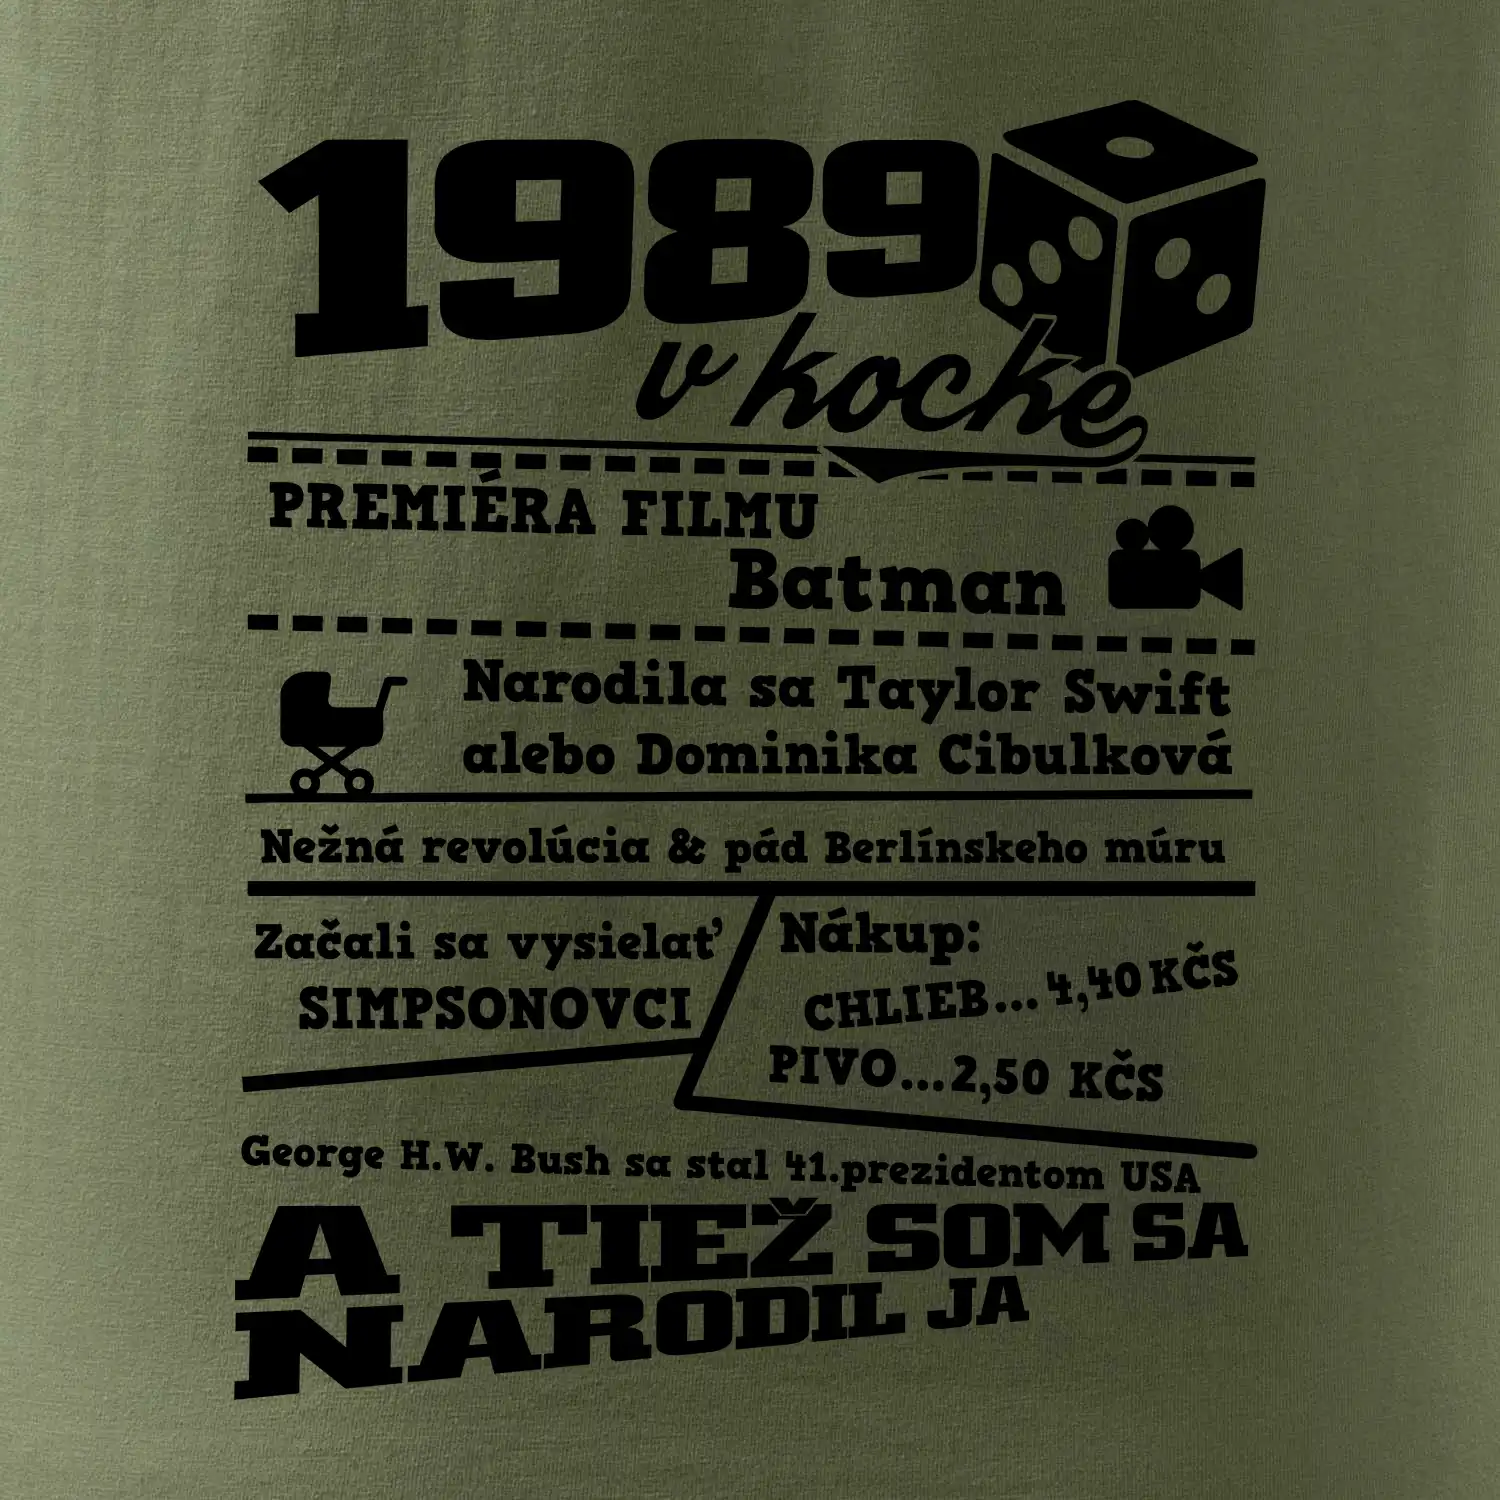 1989
v kocke
PREMIÉRA FILMU
Batman
Narodila sa Taylor Swift
alebo Dominika Cibulková
Nežná revolúcia & pád Berlínskeho múru
Začali sa vysielať
SIMPSONOVCI
Nákup:
CHLIEB...4,40 KČS
PIVO...2,50 KČS
George H.W. Bush sa stal 41.prezidentom USA
A TIEŽ SOM SA
NARODIL JA